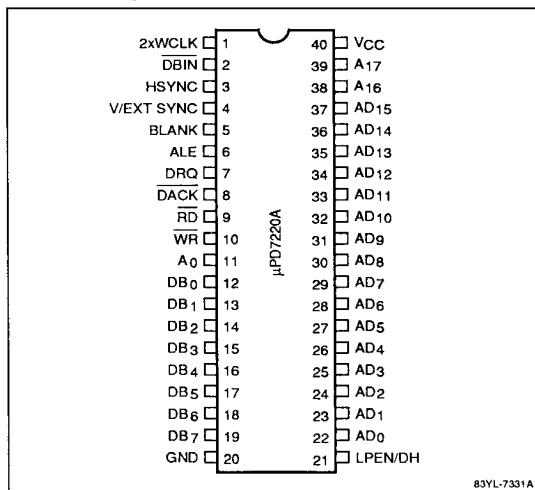 2xWCLK 1 40 VCC
DBIN 2 39 A17
HSYNC 3 38 A16
V/EXT SYNC 4 37 AD15
BLANK 5 36 AD14
ALE 6 35 AD13
DRQ 7 34 AD12
DACK 8 33 AD11
RD 9 32 AD10
WR 10 31 AD9
A0 11 30 AD8
DB0 12 29 AD7
DB1 13 28 AD6
DB2 14 27 AD5
DB3 15 26 AD4
DB4 16 25 AD3
DB5 17 24 AD2
DB6 18 23 AD1
DB7 19 22 AD0
GND 20 21 LPEN/DH
μPD7220A
83YL-7331A